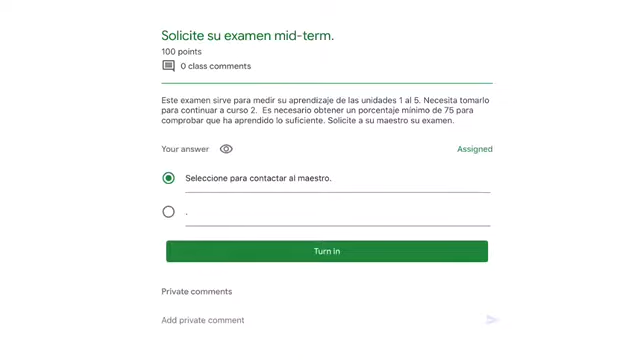 Solicite su examen mid-term.
100 points
0 class comments
Este examen sirve para medir su aprendizaje de las unidades 1 al 5. Necesita tomarlo
para continuar a curso 2.  Es necesario obtener un porcentaje mínimo de 75 para
comprobar que ha aprendido lo suficiente. Solicite a su maestro su examen.
Your answer Assigned
Seleccione para contactar al maestro.
.
Turn in
Private comments
Add private comment